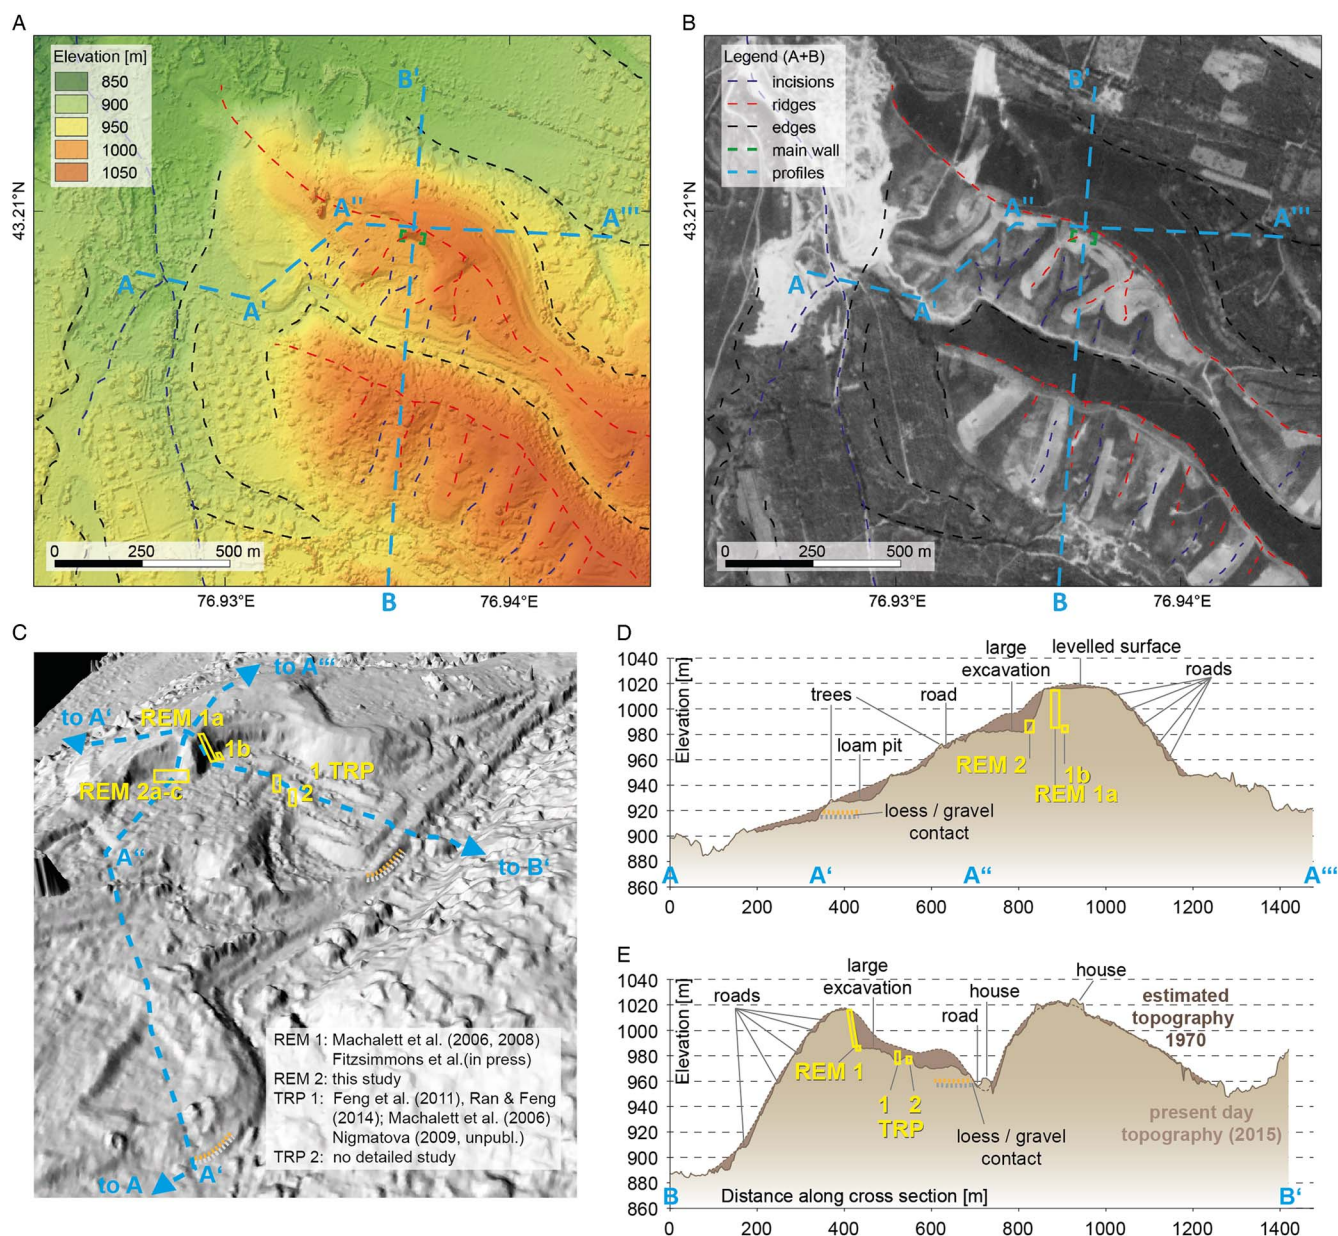 A
Elevation [m]
850
900
950
1000
1050
B'
43.21°N
A''
A'''
A
A'
0 250 500 m
76.93°E
76.94°E
B
B
Legend (A+B)
incisions
ridges
edges
main wall
profiles
B'
43.21°N
A''
A'''
A
A'
0 250 500 m
76.93°E
76.94°E
B
C
to A'''
to A'
REM 1a
1b
1 TRP
REM 2a-c
2
A''
to B'
REM 1: Machalett et al. (2006, 2008)
Fitzsimmons et al.(in press)
REM 2: this study
TRP 1: Feng et al. (2011), Ran & Feng
(2014); Machalett et al. (2006)
Nigmatova (2009, unpubl.)
TRP 2: no detailed study
to A
A'
D
Elevation [m]
1040
1020
1000
980
960
940
920
900
880
860
large
excavation
levelled surface
roads
trees
road
loam pit
REM 2
1b
REM 1a
loess / gravel
contact
A
A'
A''
A'''
0 200 400 600 800 1000 1200 1400
E
Elevation [m]
1040
1020
1000
980
960
940
920
900
880
860
large
excavation
roads
house
road
house
estimated
topography
1970
REM 1
1 2
TRP
loess / gravel
contact
present day
topography (2015)
B
Distance along cross section [m]
B'
0 200 400 600 800 1000 1200 1400